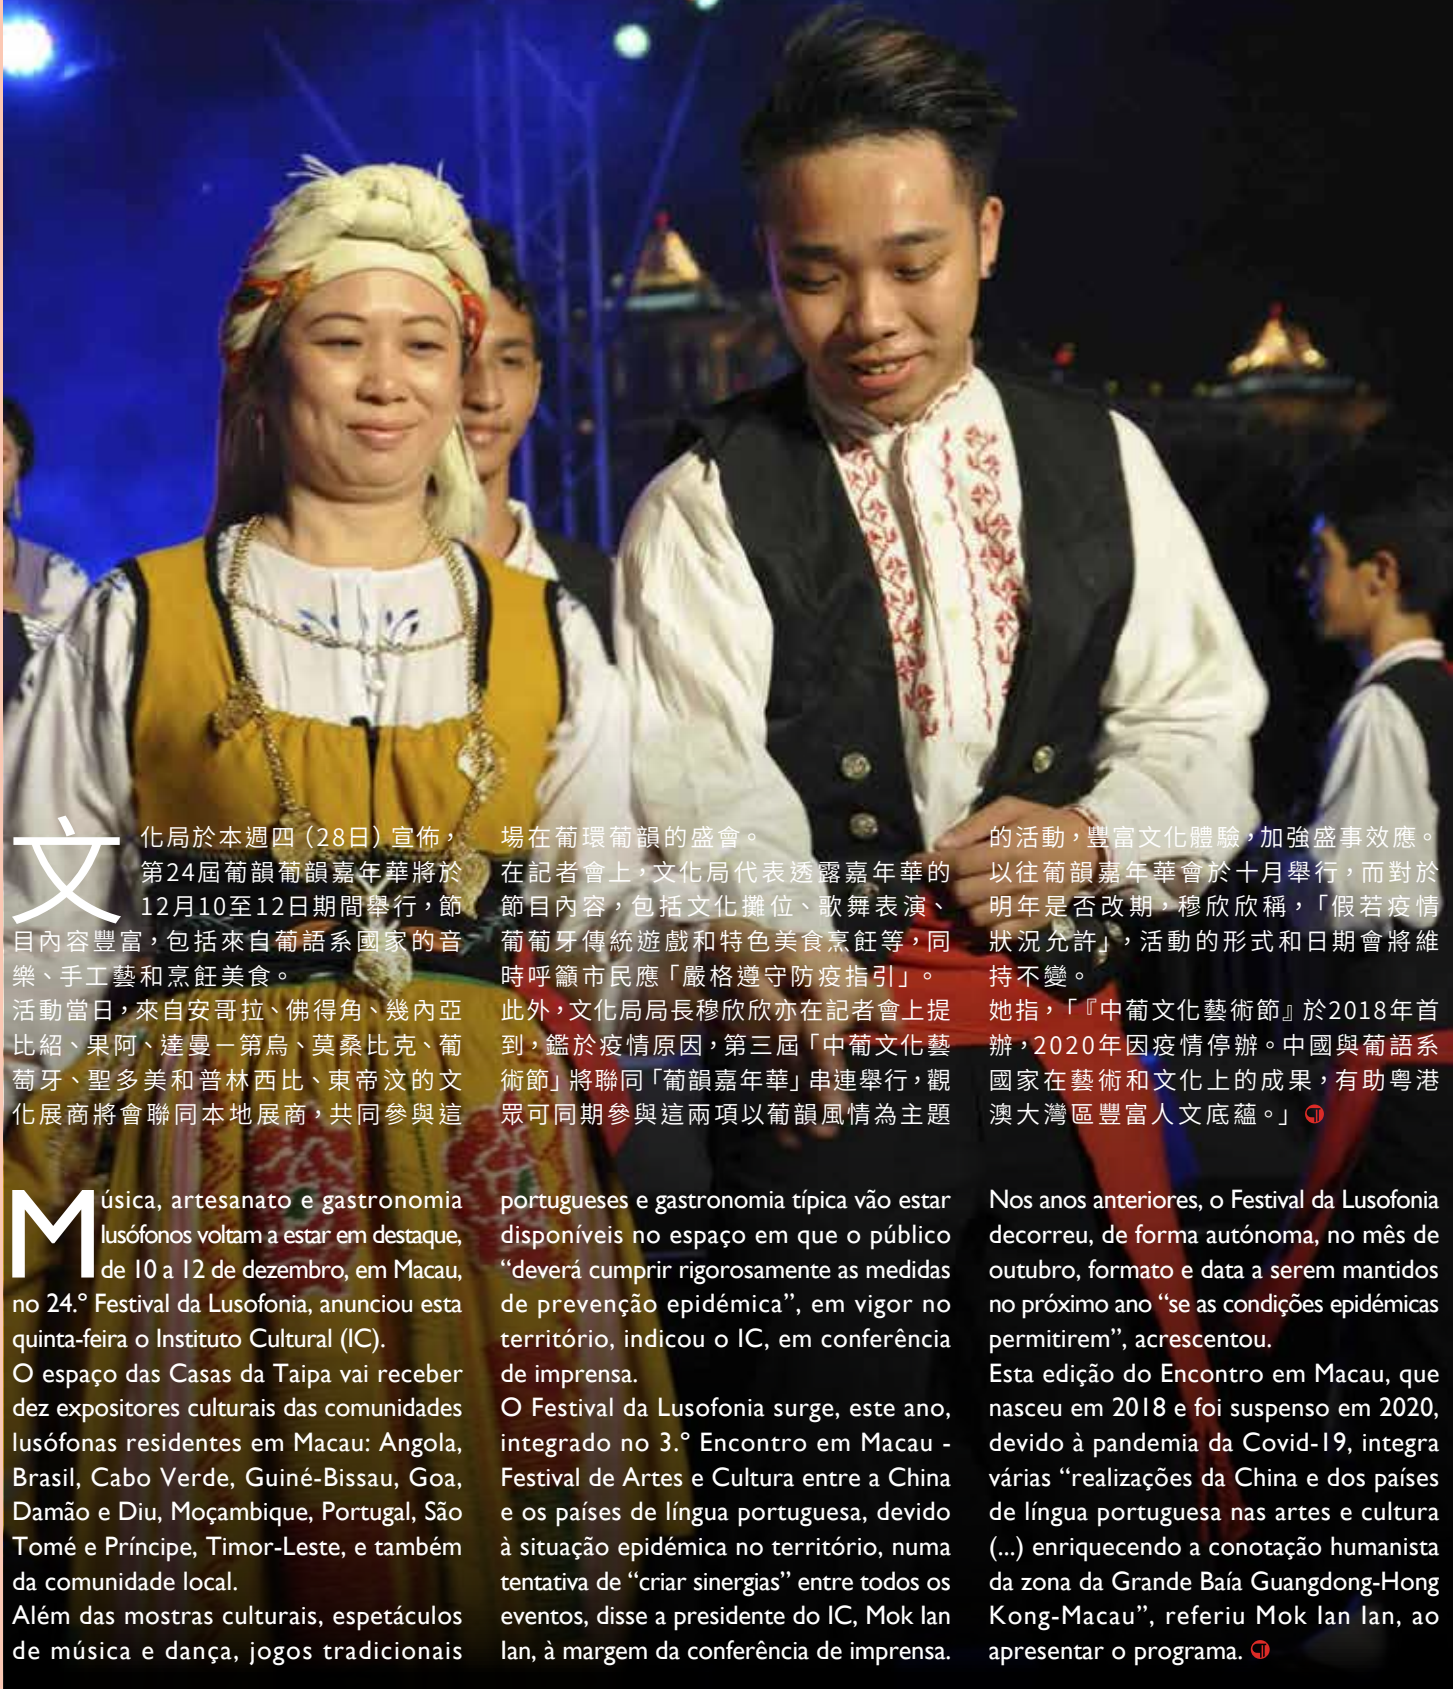 文化局於本週四（28日）宣佈，
第24屆葡韻葡韻嘉年華將於
12月10至12日期間舉行，節
目內容豐富，包括來自葡語系國家的音
樂、手工藝和烹飪美食。
活動當日，來自安哥拉、佛得角、幾內亞
比紹、果阿、達曼－第烏、莫桑比克、葡
萄牙、聖多美和普林西比、東帝汶的文
化展商將會聯同本地展商，共同參與這
場在葡環葡韻的盛會。
在記者會上，文化局代表透露嘉年華的
節目內容，包括文化攤位、歌舞表演、
葡葡牙傳統遊戲和特色美食烹飪等，同
時呼籲市民應「嚴格遵守防疫指引」。
此外，文化局局長穆欣欣亦在記者會上提
到，鑑於疫情原因，第三屆「中葡文化藝
術節」將聯同「葡韻嘉年華」串連舉行，觀
眾可同期參與這兩項以葡韻風情為主題
的活動，豐富文化體驗，加強盛事效應。
以往葡韻嘉年華會於十月舉行，而對於
明年是否改期，穆欣欣稱，「假若疫情
狀況允許」，活動的形式和日期會將維
持不變。
她指，「『中葡文化藝術節』於2018年首
辦，2020年因疫情停辦。中國與葡語系
國家在藝術和文化上的成果，有助粵港
澳大灣區豐富人文底蘊。」
Música, artesanato e gastronomia
lusófonos voltam a estar em destaque,
de 10 a 12 de dezembro, em Macau,
no 24.º Festival da Lusofonia, anunciou esta
quinta-feira o Instituto Cultural (IC).
O espaço das Casas da Taipa vai receber
dez expositores culturais das comunidades
lusófonas residentes em Macau: Angola,
Brasil, Cabo Verde, Guiné-Bissau, Goa,
Damão e Diu, Moçambique, Portugal, São
Tomé e Príncipe, Timor-Leste, e também
da comunidade local.
Além das mostras culturais, espetáculos
de música e dança, jogos tradicionais
portugueses e gastronomia típica vão estar
disponíveis no espaço em que o público
“deverá cumprir rigorosamente as medidas
de prevenção epidémica”, em vigor no
território, indicou o IC, em conferência
de imprensa.
O Festival da Lusofonia surge, este ano,
integrado no 3.º Encontro em Macau -
Festival de Artes e Cultura entre a China
e os países de língua portuguesa, devido
à situação epidémica no território, numa
tentativa de “criar sinergias” entre todos os
eventos, disse a presidente do IC, Mok Ian
Ian, à margem da conferência de imprensa.
Nos anos anteriores, o Festival da Lusofonia
decorreu, de forma autónoma, no mês de
outubro, formato e data a serem mantidos
no próximo ano “se as condições epidémicas
permitirem”, acrescentou.
Esta edição do Encontro em Macau, que
nasceu em 2018 e foi suspenso em 2020,
devido à pandemia da Covid-19, integra
várias “realizações da China e dos países
de língua portuguesa nas artes e cultura
(...) enriquecendo a conotação humanista
da zona da Grande Baía Guangdong-Hong
Kong-Macau”, referiu Mok Ian Ian, ao
apresentar o programa.